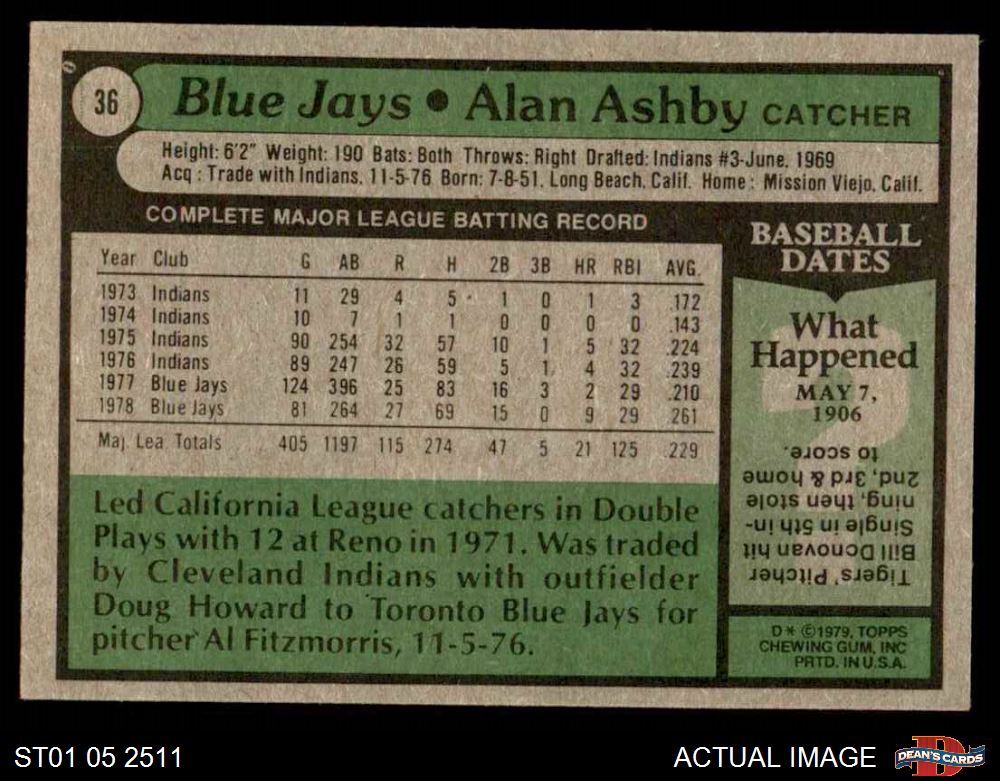 36
Blue Jays • Alan Ashby CATCHER
Height: 6'2" Weight: 190 Bats: Both Throws: Right Drafted: Indians #3-June, 1969
Acq : Trade with Indians, 11-5-76 Born: 7-8-51, Long Beach, Calif. Home : Mission Viejo, Calif.
COMPLETE MAJOR LEAGUE BATTING RECORD
Year Club G AB R H 2B 3B HR RBI AVG.
1973 Indians 11 29 4 5 1 0 1 3 .172
1974 Indians 10 7 1 1 0 0 0 0 .143
1975 Indians 90 254 32 57 10 1 5 32 .224
1976 Indians 89 247 26 59 5 1 4 32 .239
1977 Blue Jays 124 396 25 83 16 3 2 29 .210
1978 Blue Jays 81 264 27 69 15 0 9 29 .261
Maj. Lea. Totals 405 1197 115 274 47 5 21 125 .229
Led California League catchers in Double
Plays with 12 at Reno in 1971. Was traded
by Cleveland Indians with outfielder
Doug Howard to Toronto Blue Jays for
pitcher Al Fitzmorris, 11-5-76.
BASEBALL
DATES
What
Happened
MAY 7,
1906
Tigers' Pitcher
Bill Donovan hit
Single in 5th in-
ning, then stole
2nd, 3rd & home
to score.
D* ©1979, TOPPS
CHEWING GUM, INC
PRTD. IN U.S.A.
ST01 05 2511
ACTUAL IMAGE
D
DEAN'S CARDS